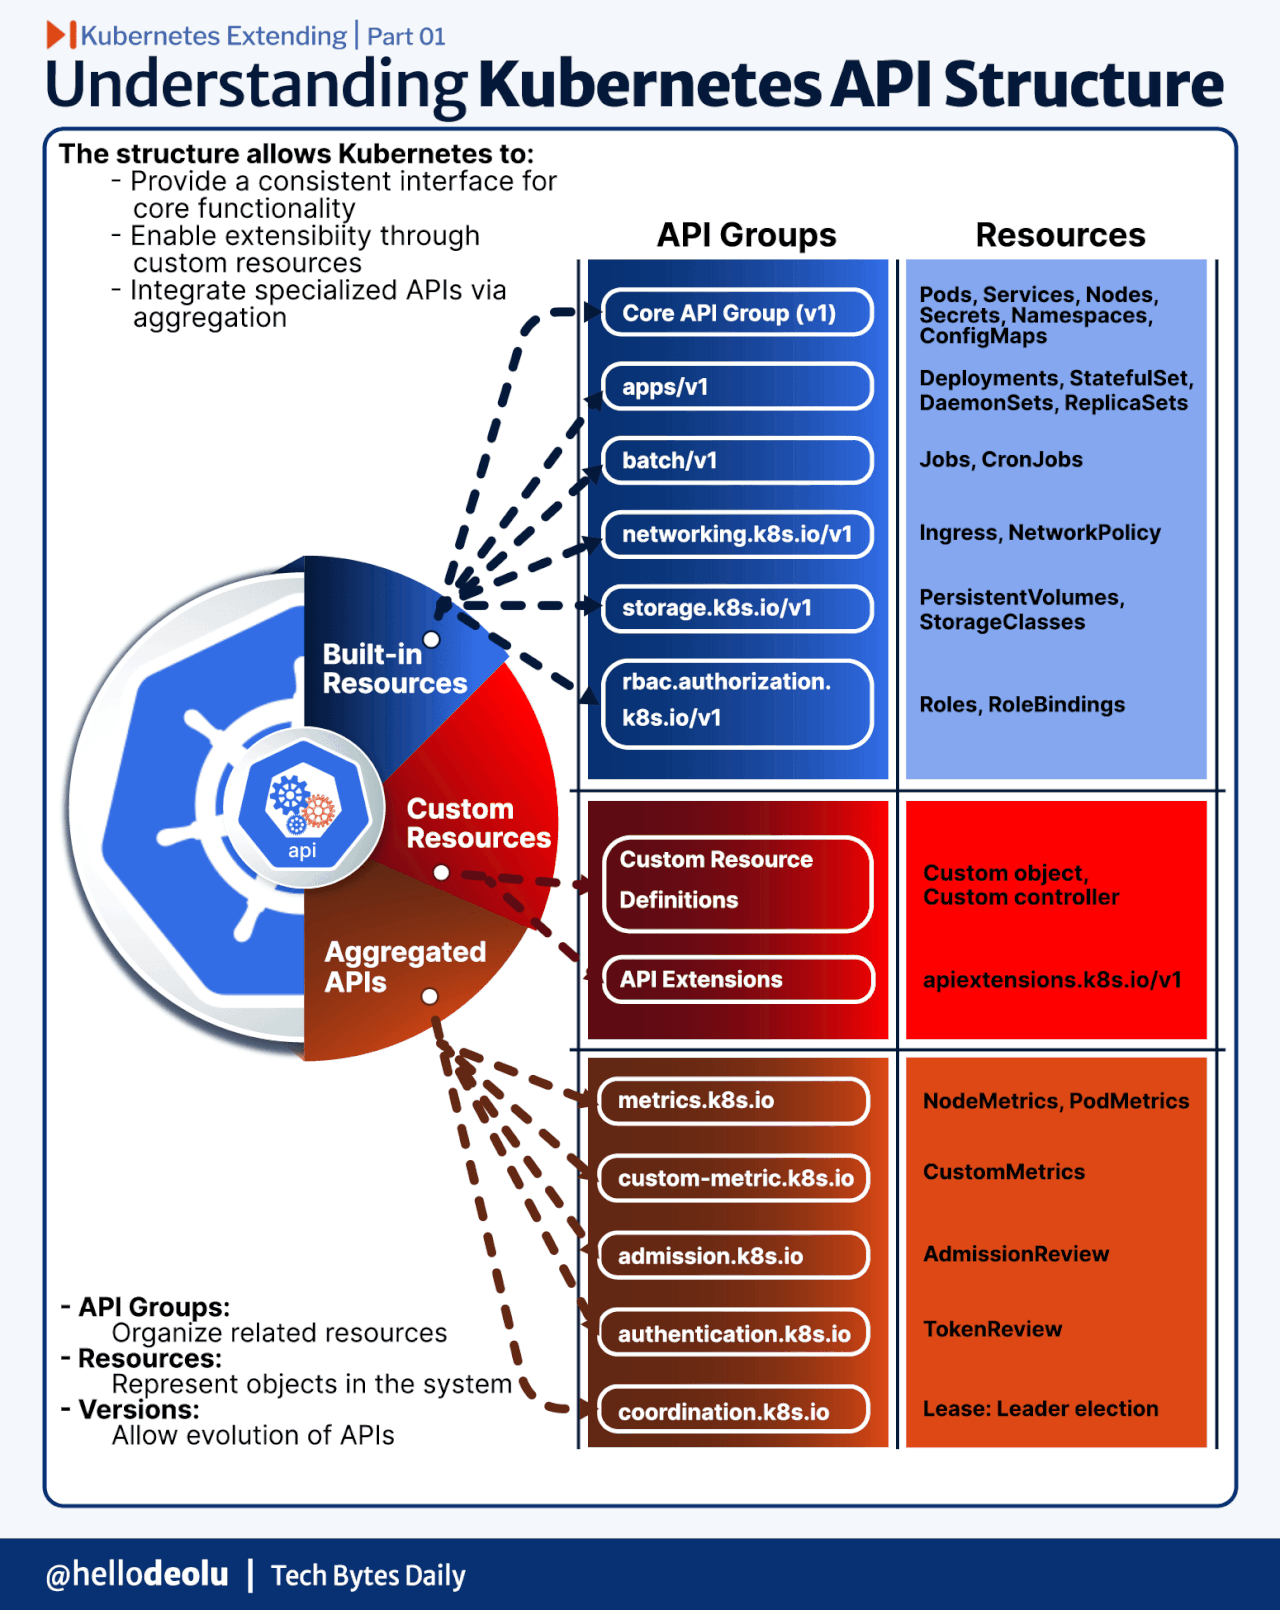 Kubernetes Extending | Part 01
Understanding Kubernetes API Structure
The structure allows Kubernetes to:
- Provide a consistent interface for
core functionality
- Enable extensibiity through
custom resources
- Integrate specialized APIs via
aggregation
API Groups
Resources
Core API Group (v1)
Pods, Services, Nodes,
Secrets, Namespaces,
ConfigMaps
apps/v1
Deployments, StatefulSet,
DaemonSets, ReplicaSets
batch/v1
Jobs, CronJobs
networking.k8s.io/v1
Ingress, NetworkPolicy
storage.k8s.io/v1
PersistentVolumes,
StorageClasses
rbac.authorization.
k8s.io/v1
Roles, RoleBindings
Built-in
Resources
Custom
Resources
api
Aggregated
APIs
Custom Resource
Definitions
Custom object,
Custom controller
API Extensions
apiextensions.k8s.io/v1
metrics.k8s.io
NodeMetrics, PodMetrics
custom-metric.k8s.io
CustomMetrics
admission.k8s.io
AdmissionReview
authentication.k8s.io
TokenReview
coordination.k8s.io
Lease: Leader election
- API Groups:
Organize related resources
- Resources:
Represent objects in the system
- Versions:
Allow evolution of APIs
@hellodeolu | Tech Bytes Daily